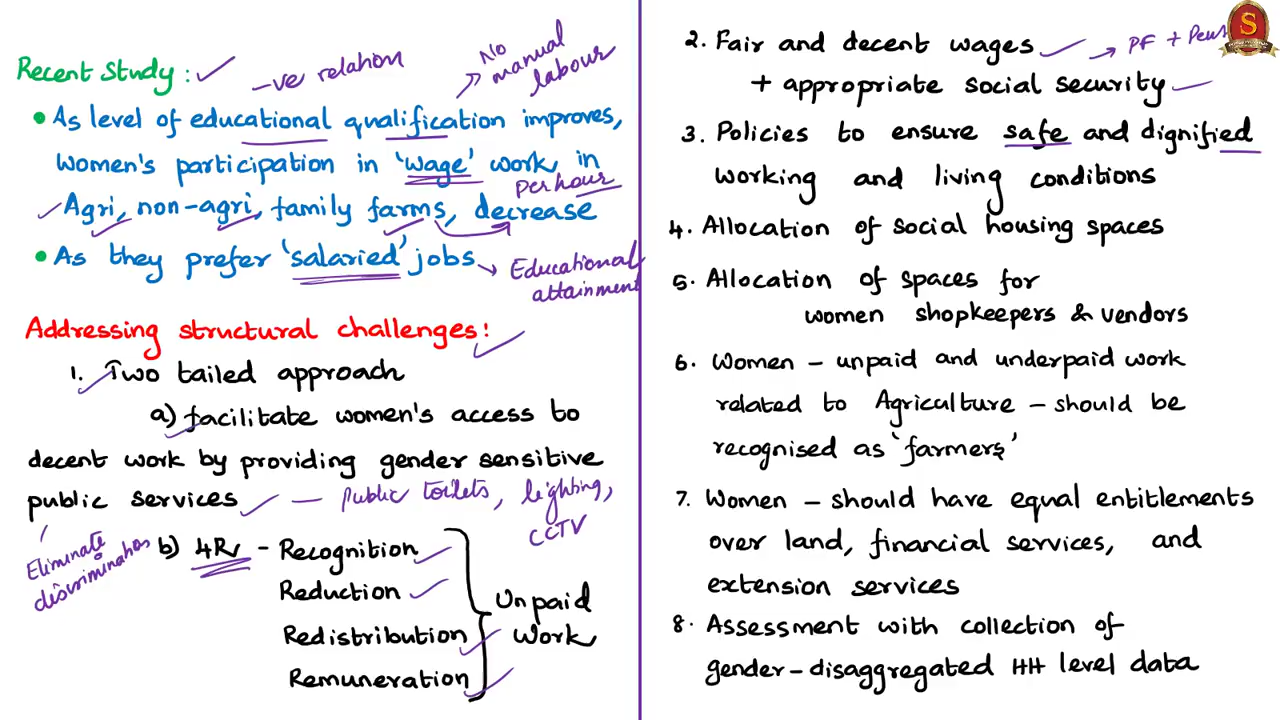 Recent Study:
-ve relation
No
manual
labour
• As level of educational qualification improves,
women's participation in 'wage' work in
per hour
Agri, non-agri, family farms, decrease
• As they prefer 'salaried' jobs
Educational
attainment
Addressing structural challenges:
1. Two tailed approach
a) facilitate women's access to
decent work by providing gender sensitive
public services
— Public toilets, lighting,
CCTV
Eliminate
discrimination
b) 4R - Recognition
Reduction
Redistribution
Remuneration
Unpaid
Work
2. Fair and decent wages
PF +
+ appropriate social security
3. Policies to ensure safe and dignified
working and living conditions
4. Allocation of social housing spaces
5. Allocation of spaces for
women shopkeepers & vendors
6. Women - unpaid and underpaid work
related to Agriculture - should be
recognised as 'farmers'
7. Women - should have equal entitlements
over land, financial services, and
extension services
8. Assessment with collection of
gender-disaggregated HH level data
S